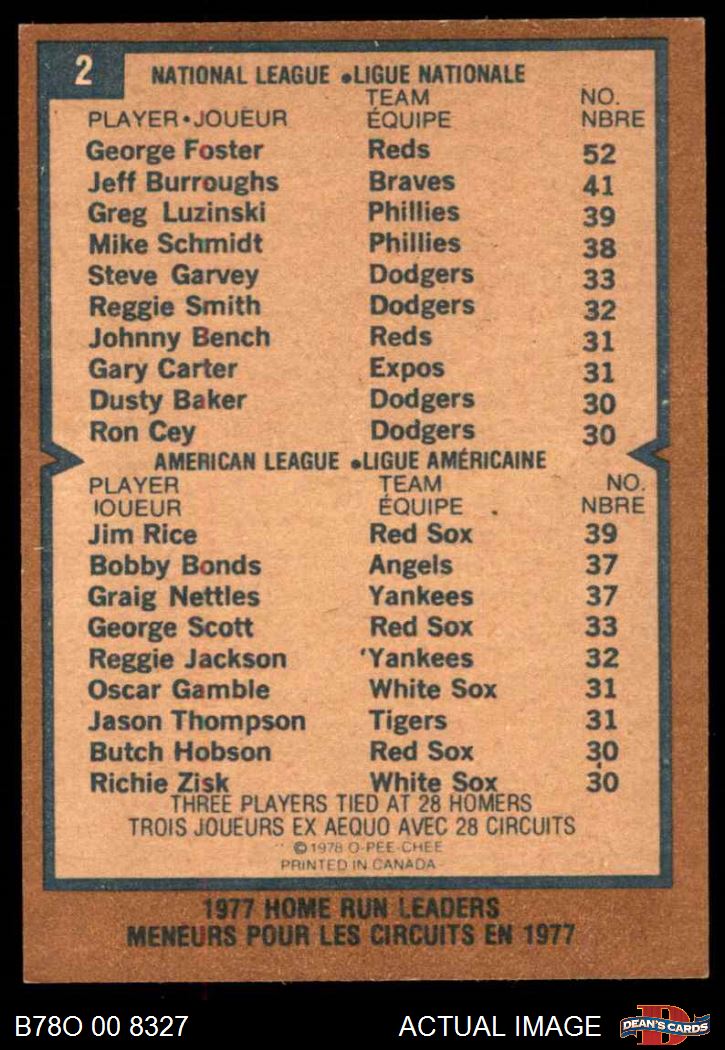 2 NATIONAL LEAGUE • LIGUE NATIONALE
TEAM NO.
PLAYER • JOUEUR ÉQUIPE NBRE
George Foster Reds 52
Jeff Burroughs Braves 41
Greg Luzinski Phillies 39
Mike Schmidt Phillies 38
Steve Garvey Dodgers 33
Reggie Smith Dodgers 32
Johnny Bench Reds 31
Gary Carter Expos 31
Dusty Baker Dodgers 30
Ron Cey Dodgers 30
AMERICAN LEAGUE • LIGUE AMÉRICAINE
PLAYER TEAM NO.
JOUEUR ÉQUIPE NBRE
Jim Rice Red Sox 39
Bobby Bonds Angels 37
Graig Nettles Yankees 37
George Scott Red Sox 33
Reggie Jackson Yankees 32
Oscar Gamble White Sox 31
Jason Thompson Tigers 31
Butch Hobson Red Sox 30
Richie Zisk White Sox 30
THREE PLAYERS TIED AT 28 HOMERS
TROIS JOUEURS EX AEQUO AVEC 28 CIRCUITS
© 1978 O-PEE-CHEE
PRINTED IN CANADA
1977 HOME RUN LEADERS
MENEURS POUR LES CIRCUITS EN 1977
B78O 00 8327 ACTUAL IMAGE D DEAN'S CARDS